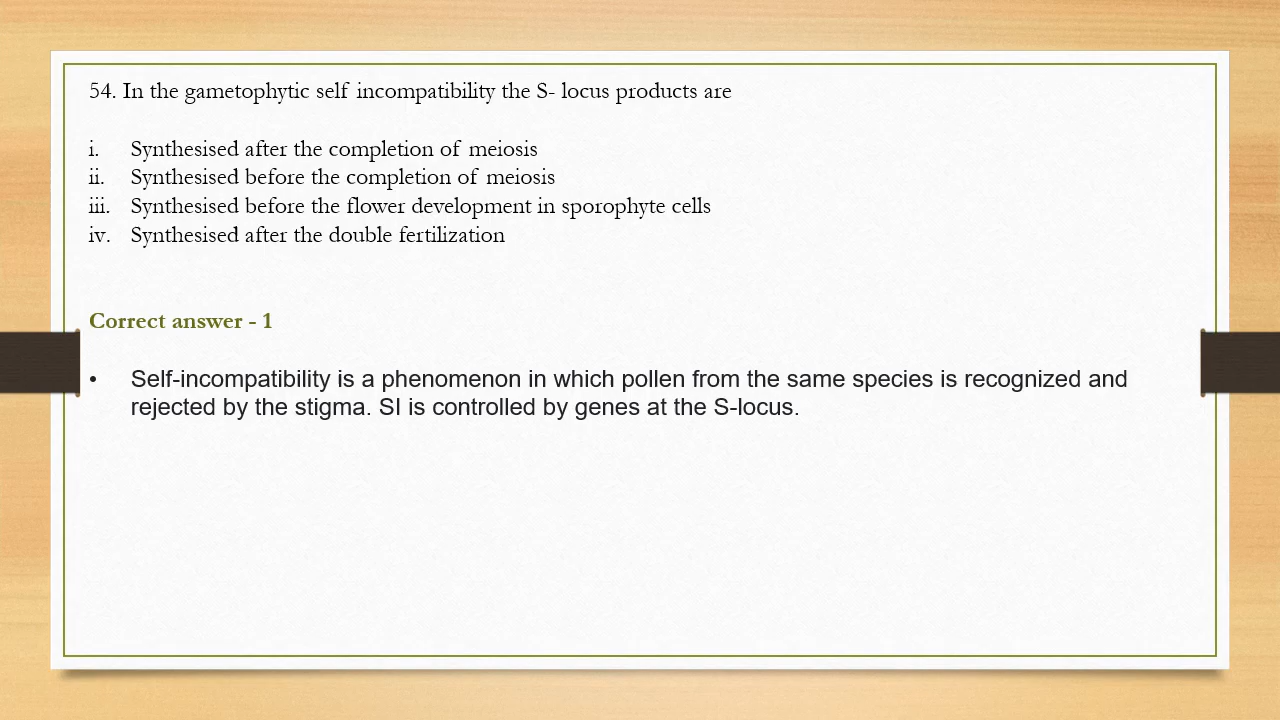 54. In the gametophytic self incompatibility the S- locus products are
i. Synthesised after the completion of meiosis
ii. Synthesised before the completion of meiosis
iii. Synthesised before the flower development in sporophyte cells
iv. Synthesised after the double fertilization
Correct answer - 1
• Self-incompatibility is a phenomenon in which pollen from the same species is recognized and
rejected by the stigma. SI is controlled by genes at the S-locus.